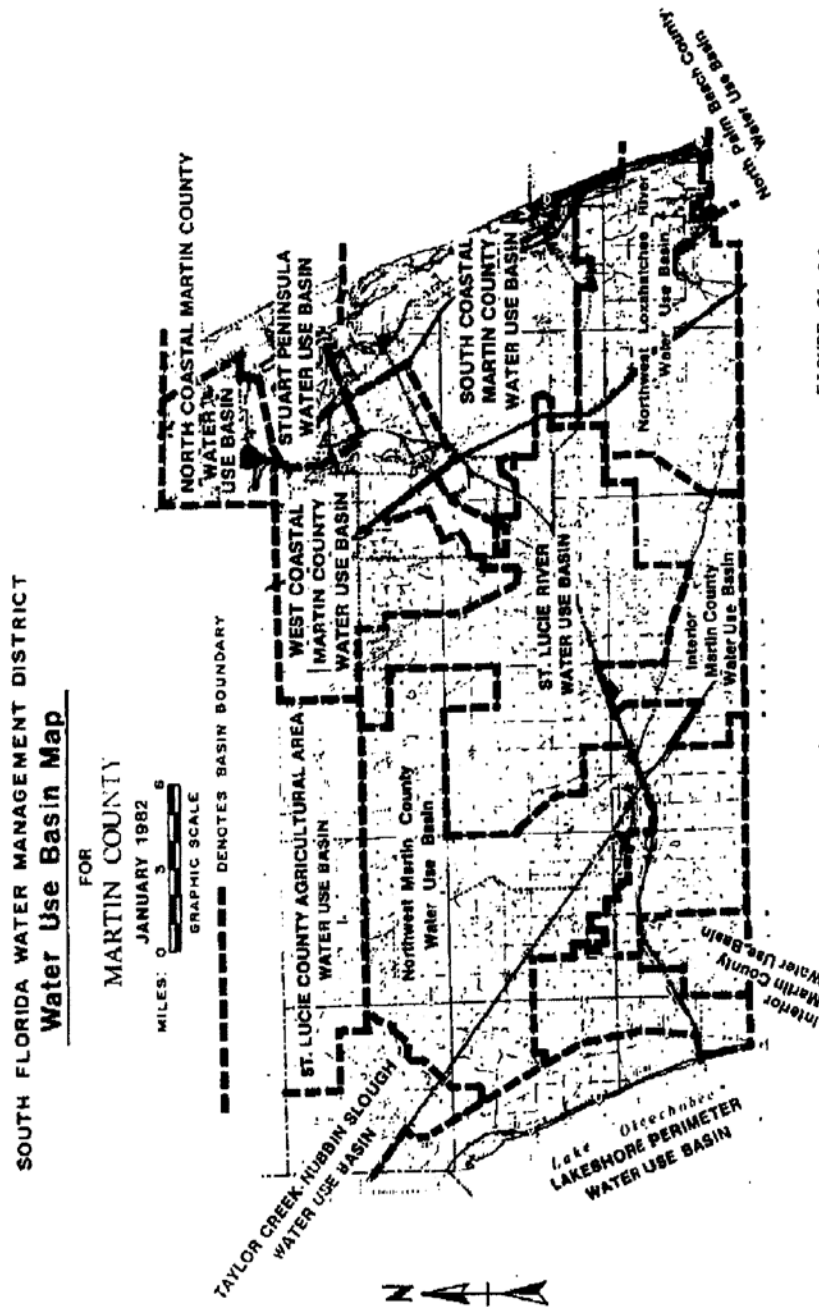 SOUTH FLORIDA WATER MANAGEMENT DISTRICT
Water Use Basin Map
FOR
MARTIN COUNTY
JANUARY 1982
MILES: 0 3 6
GRAPHIC SCALE
DENOTES BASIN BOUNDARY
NORTH COASTAL MARTIN COUNTY
WATER
USE BASIN
STUART PENINSULA
WATER USE BASIN
WEST COASTAL
MARTIN COUNTY
WATER USE BASIN
ST. LUCIE COUNTY AGRICULTURAL AREA
WATER USE BASIN
TAYLOR CREEK-NUBBIN SLOUGH
WATER USE BASIN
Northwest Martin County
Water Use Basin
SOUTH COASTAL
MARTIN COUNTY
WATER USE BASIN
ST. LUCIE RIVER
WATER USE BASIN
Northwest Loxahatchee River
Water Use Basin
Interior
Martin County
Water Use Basin
Interior
Martin County
Water Use Basin
Lake Okeechobee
LAKESHORE PERIMETER
WATER USE BASIN
North Palm Beach County
Water Use Basin
N